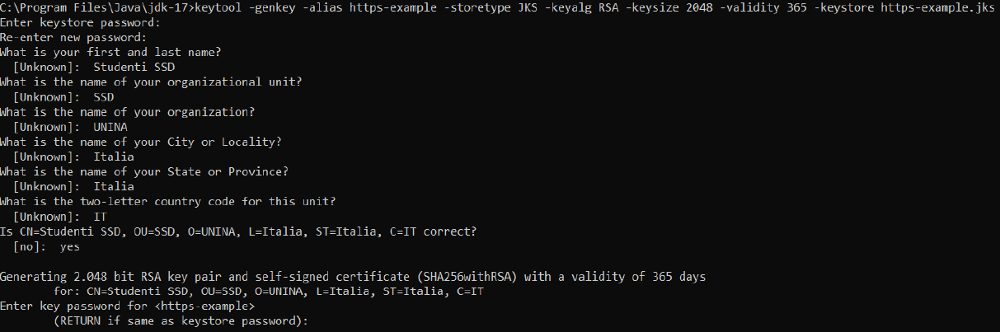 C:\Program Files\Java\jdk-17>keytool -genkey -alias https-example -storetype JKS -keyalg RSA -keysize 2048 -validity 365 -keystore https-example.jks
Enter keystore password:
Re-enter new password:
What is your first and last name?
  [Unknown]:  Studenti SSD
What is the name of your organizational unit?
  [Unknown]:  SSD
What is the name of your organization?
  [Unknown]:  UNINA
What is the name of your City or Locality?
  [Unknown]:  Italia
What is the name of your State or Province?
  [Unknown]:  Italia
What is the two-letter country code for this unit?
  [Unknown]:  IT
Is CN=Studenti SSD, OU=SSD, O=UNINA, L=Italia, ST=Italia, C=IT correct?
  [no]:  yes

Generating 2.048 bit RSA key pair and self-signed certificate (SHA256withRSA) with a validity of 365 days
        for: CN=Studenti SSD, OU=SSD, O=UNINA, L=Italia, ST=Italia, C=IT
Enter key password for <https-example>
        (RETURN if same as keystore password):